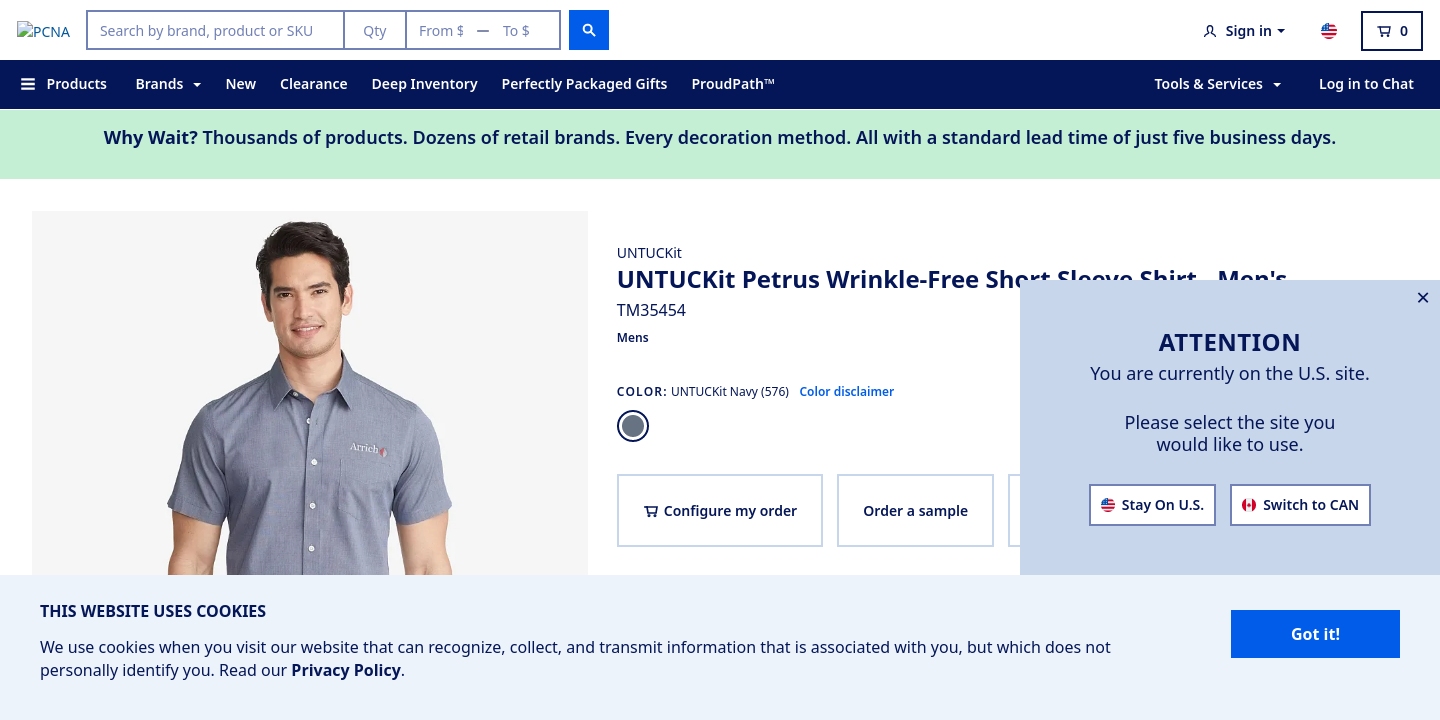 PCNA
Search by brand, product or SKU
Qty
From $ — To $
Sign in
0
Products
Brands
New
Clearance
Deep Inventory
Perfectly Packaged Gifts
ProudPath™
Tools & Services
Log in to Chat
Why Wait? Thousands of products. Dozens of retail brands. Every decoration method. All with a standard lead time of just five business days.
Arrich
UNTUCKit
UNTUCKit Petrus Wrinkle-Free Short Sleeve Shirt - Men's
TM35454
Mens
COLOR: UNTUCKit Navy (576) Color disclaimer
Configure my order
Order a sample
ATTENTION
You are currently on the U.S. site.
Please select the site you
would like to use.
Stay On U.S.
Switch to CAN
THIS WEBSITE USES COOKIES
We use cookies when you visit our website that can recognize, collect, and transmit information that is associated with you, but which does not
personally identify you. Read our Privacy Policy.
Got it!